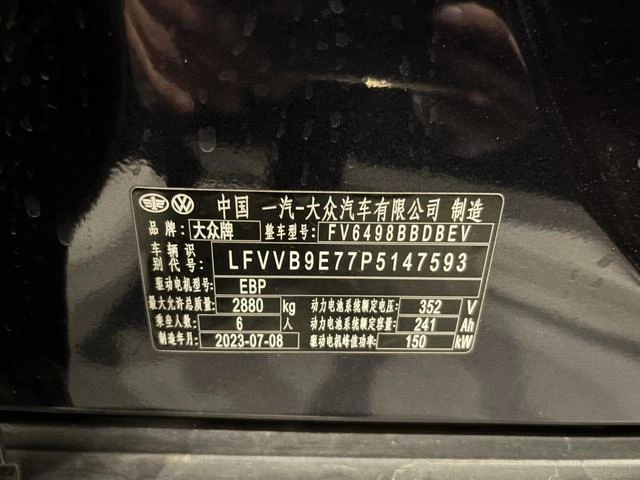 中国 一汽-大众汽车有限公司 制造
品牌: 大众牌 整车型号: FV6498BBDBEV
车辆识别代号: LFVVB9E77P5147593
驱动电机型号: EBP
最大允许总质量: 2880 kg 动力电池系统额定电压: 352 V
乘坐人数: 6 人 动力电池系统额定容量: 241 Ah
制造年月: 2023-07-08 驱动电机峰值功率: 150 kW